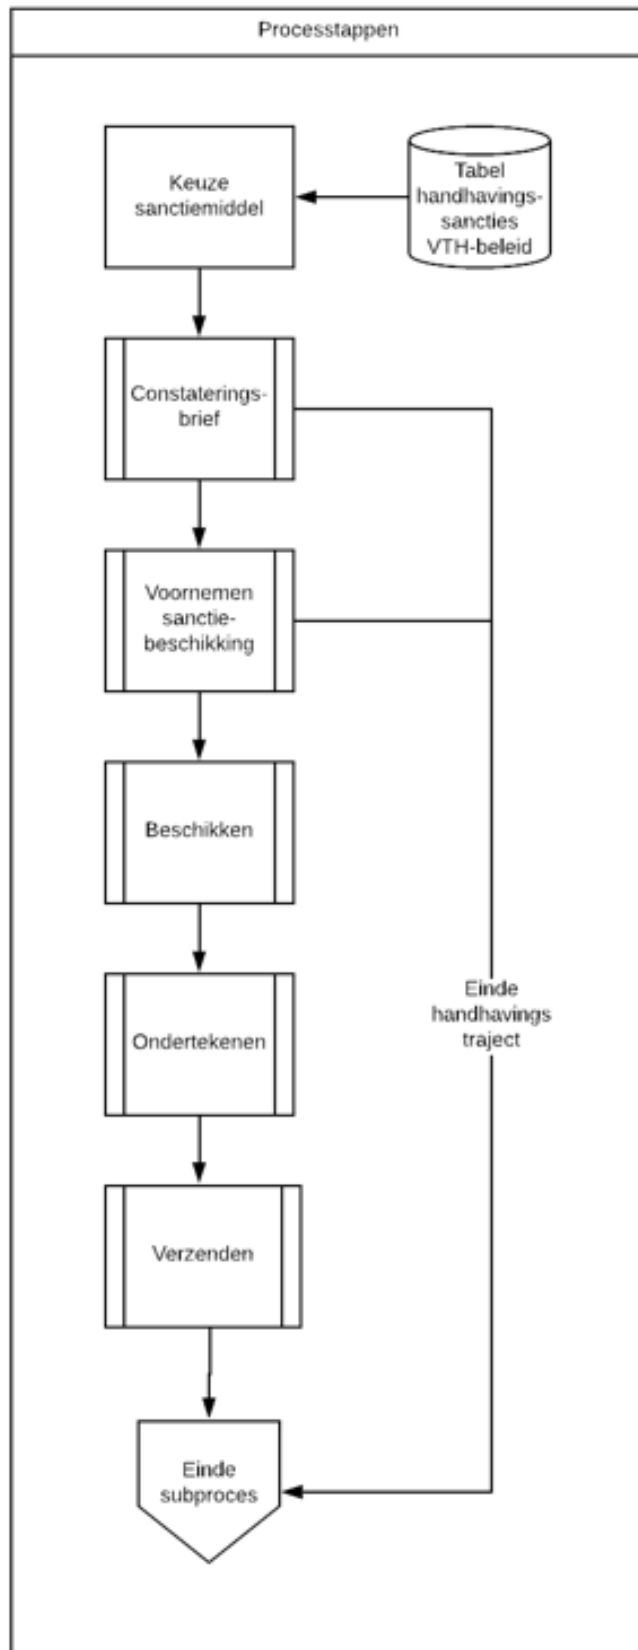 Processtappen
Keuze
sanctiemiddel
Tabel
handhavings-
sancties
VTH-beleid
Constaterings-
brief
Voornemen
sanctie-
beschikking
Beschikken
Einde
handhavings
traject
Ondertekenen
Verzenden
Einde
subproces